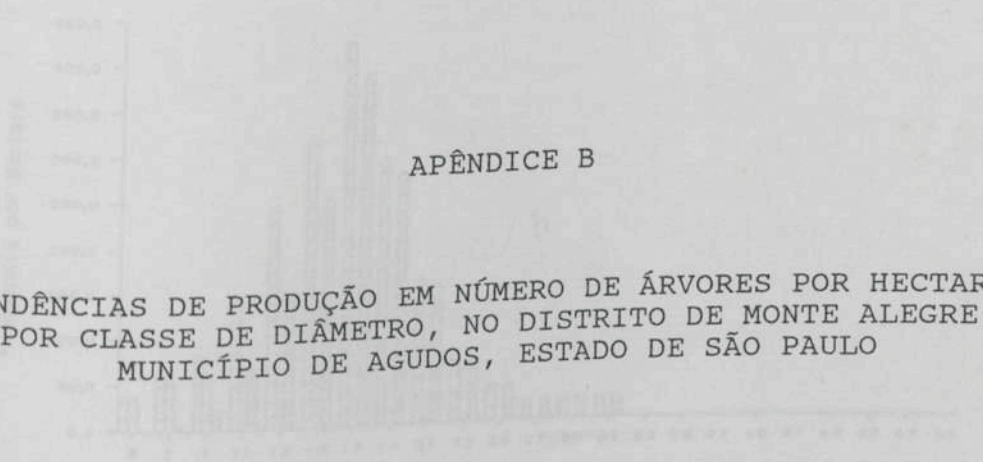 APÊNDICE B
NDÊNCIAS DE PRODUÇÃO EM NÚMERO DE ÁRVORES POR HECTAR
POR CLASSE DE DIÂMETRO, NO DISTRITO DE MONTE ALEGRE
MUNICÍPIO DE AGUDOS, ESTADO DE SÃO PAULO